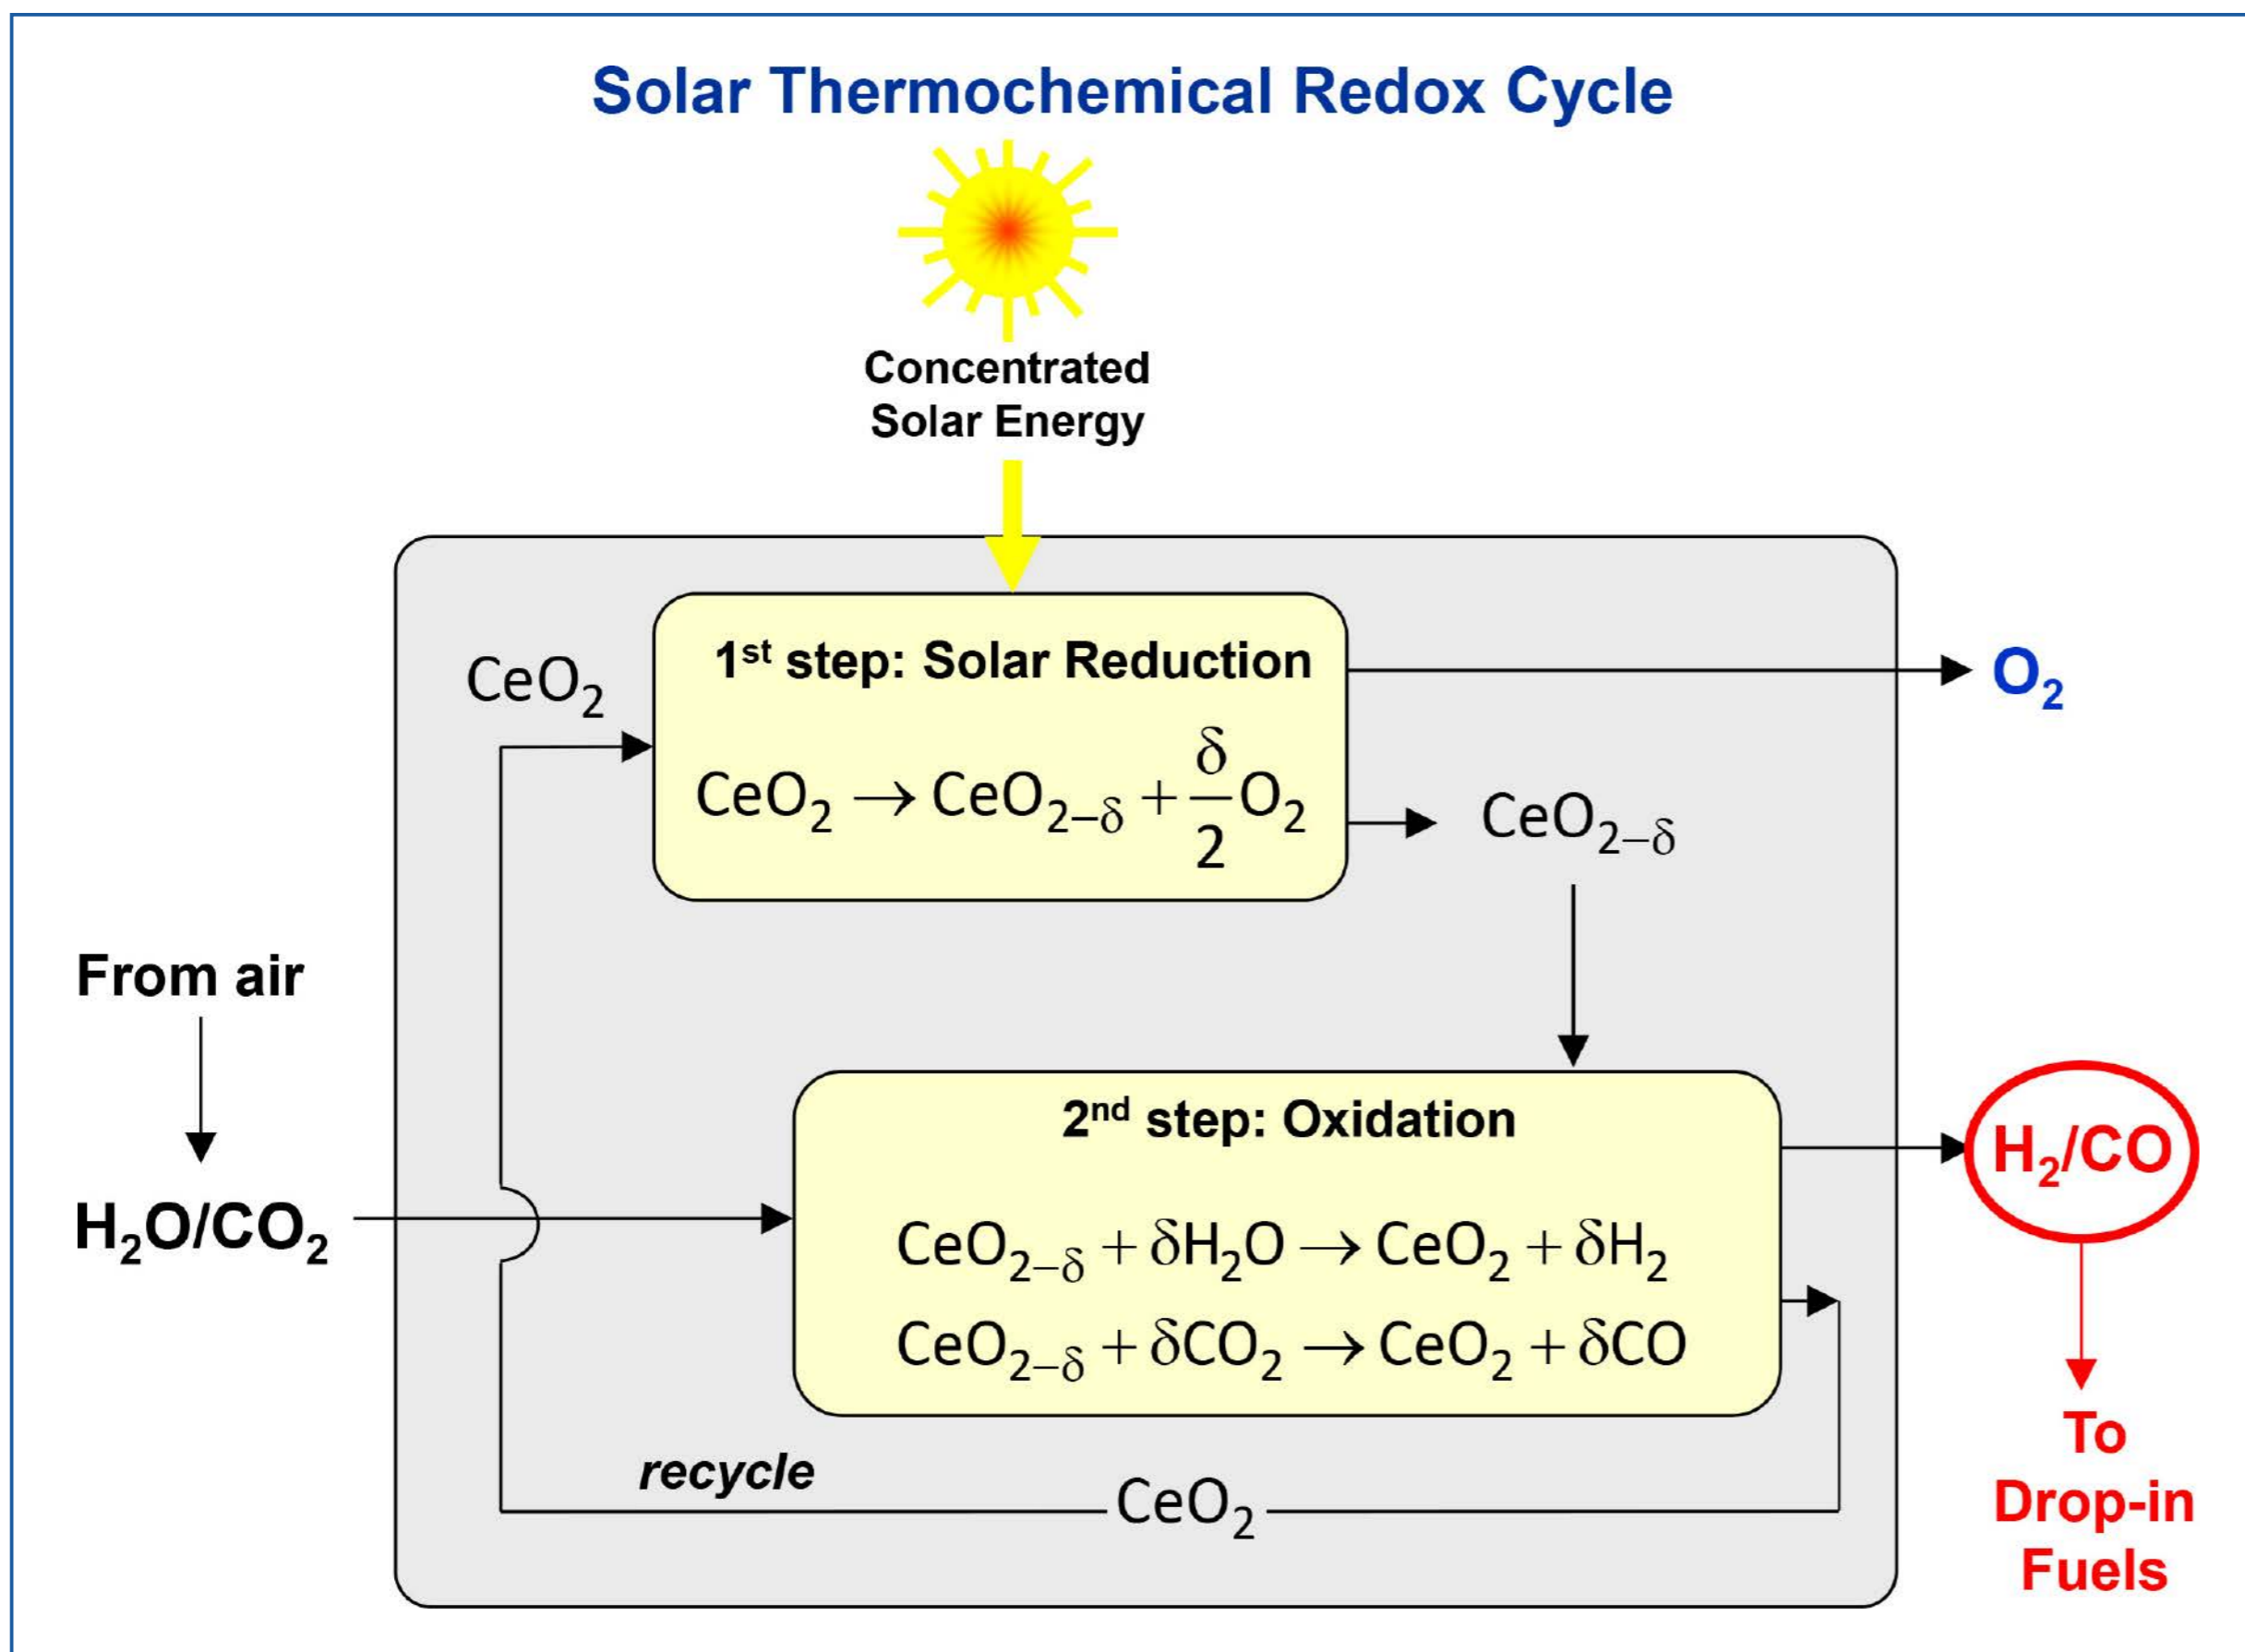 Solar Thermochemical Redox Cycle
Concentrated
Solar Energy
1st step: Solar Reduction
CeO₂
CeO₂ → CeO₂₋δ + δ/2 O₂
O₂
CeO₂₋δ
From air
H₂O/CO₂
2nd step: Oxidation
CeO₂₋δ + δH₂O → CeO₂ + δH₂
CeO₂₋δ + δCO₂ → CeO₂ + δCO
H₂/CO
recycle
CeO₂
To
Drop-in
Fuels